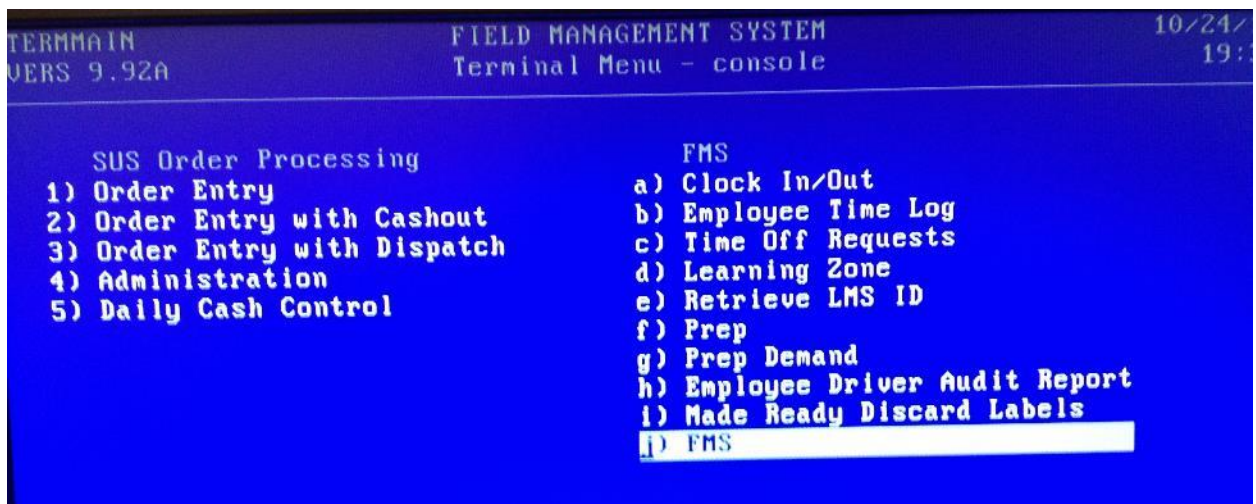 TERMMAIN FIELD MANAGEMENT SYSTEM 10/24/
VERS 9.92A Terminal Menu - console 19:
SUS Order Processing
1) Order Entry
2) Order Entry with Cashout
3) Order Entry with Dispatch
4) Administration
5) Daily Cash Control
FMS
a) Clock In/Out
b) Employee Time Log
c) Time Off Requests
d) Learning Zone
e) Retrieve LMS ID
f) Prep
g) Prep Demand
h) Employee Driver Audit Report
i) Made Ready Discard Labels
j) FMS